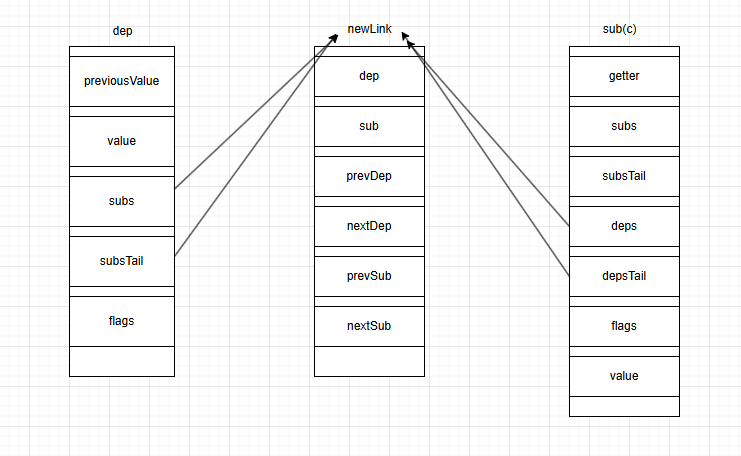 dep
previousValue
value
subs
subsTail
flags
newLink
dep
sub
prevDep
nextDep
prevSub
nextSub
sub(c)
getter
subs
subsTail
deps
depsTail
flags
value